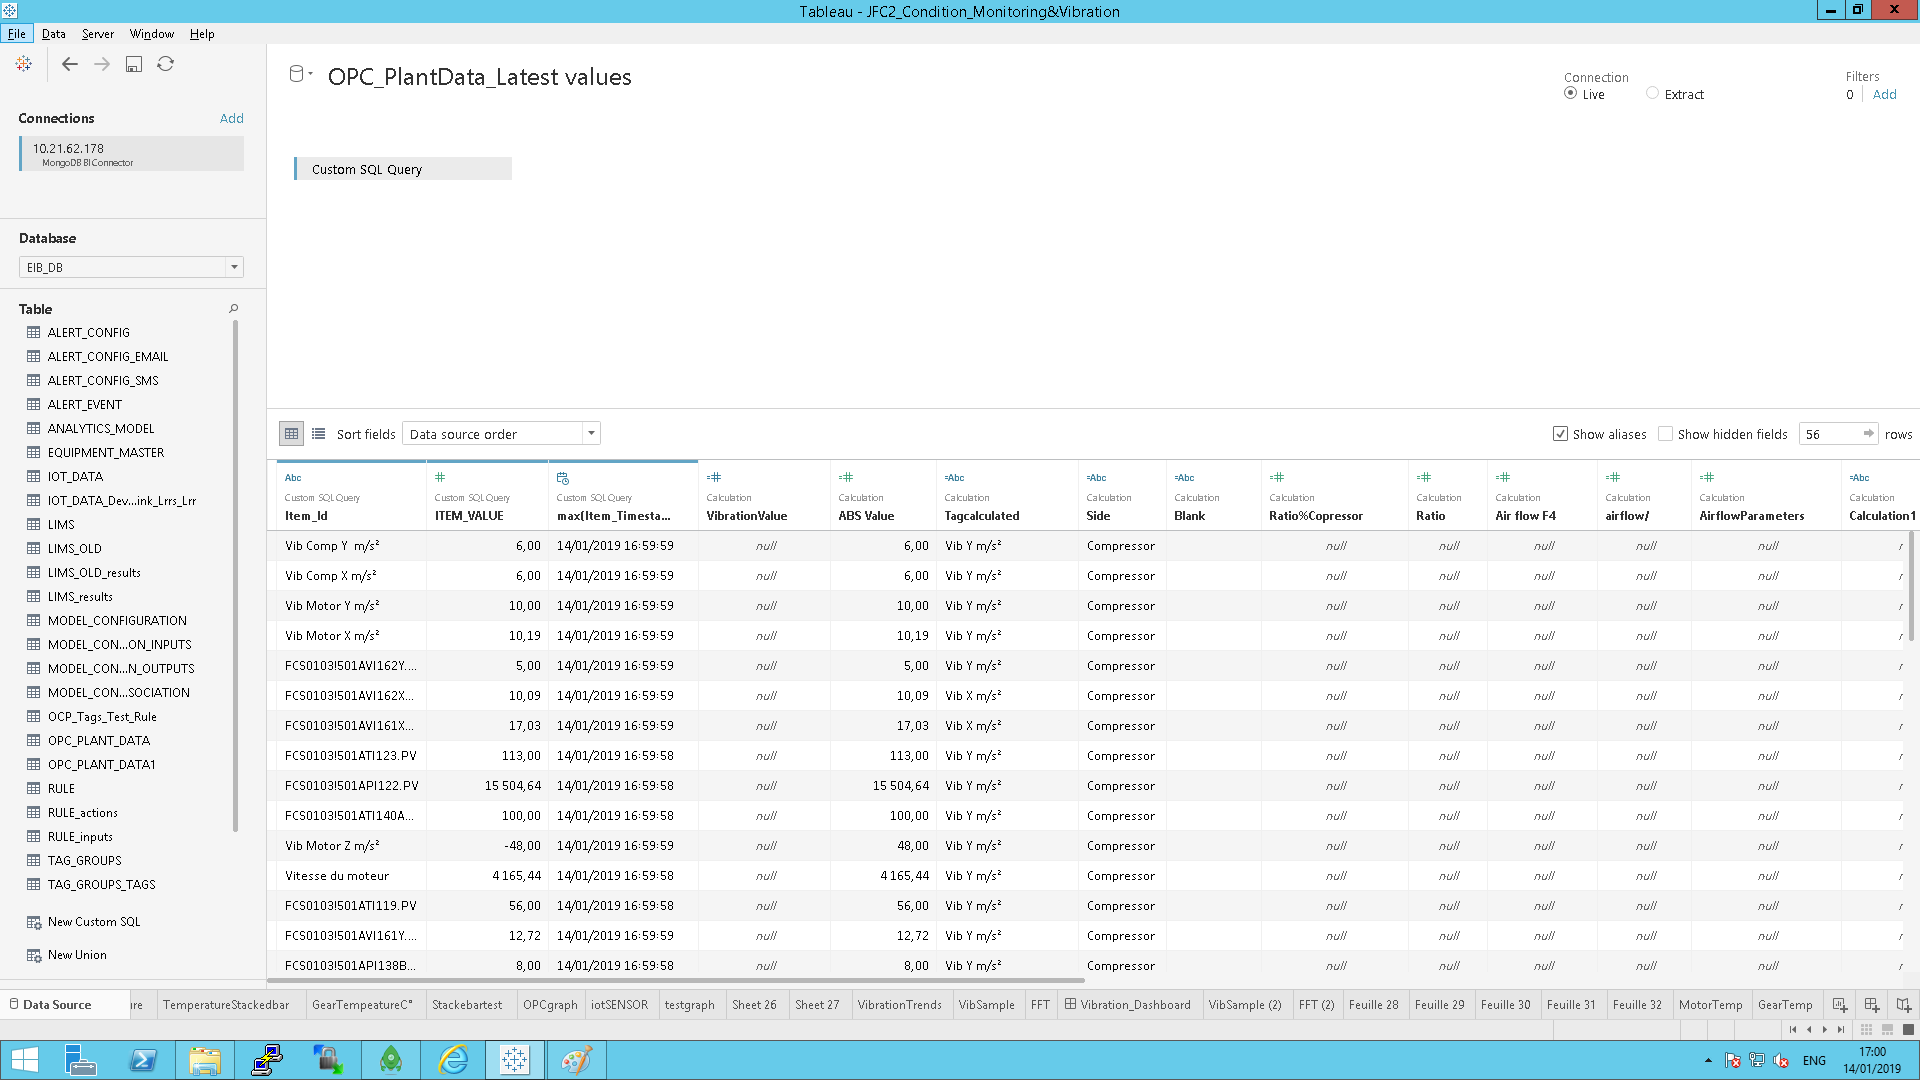 Tableau - JFC2_Condition_Monitoring&Vibration
File Data Server Window Help
Connections Add
10.21.62.178
MongoDB BI Connector
Database
EIB_DB
Table
ALERT_CONFIG
ALERT_CONFIG_EMAIL
ALERT_CONFIG_SMS
ALERT_EVENT
ANALYTICS_MODEL
EQUIPMENT_MASTER
IOT_DATA
IOT_DATA_Dev...ink_Lrrs_Lrr
LIMS
LIMS_OLD
LIMS_OLD_results
LIMS_results
MODEL_CONFIGURATION
MODEL_CON...ON_INPUTS
MODEL_CON...N_OUTPUTS
MODEL_CON...SOCIATION
OCP_Tags_Test_Rule
OPC_PLANT_DATA
OPC_PLANT_DATA1
RULE
RULE_actions
RULE_inputs
TAG_GROUPS
TAG_GROUPS_TAGS
New Custom SQL
New Union
OPC_PlantData_Latest values
Connection
Live Extract
Filters
0 Add
Custom SQL Query
Sort fields Data source order
Show aliases Show hidden fields 56 rows
Abc # =# =# =Abc =Abc =Abc =# =# =# =# =# =Abc
Custom SQL Query Custom SQL Query Custom SQL Query Calculation Calculation Calculation Calculation Calculation Calculation Calculation Calculation Calculation Calculation Calculation
Item_Id ITEM_VALUE max(Item_Timesta... VibrationValue ABS Value Tagcalculated Side Blank Ratio%Copressor Ratio Air flow F4 airflow/ AirflowParameters Calculation1
Vib Comp Y m/s² 6,00 14/01/2019 16:59:59 null 6,00 Vib Y m/s² Compressor null null null null null
Vib Comp X m/s² 6,00 14/01/2019 16:59:59 null 6,00 Vib Y m/s² Compressor null null null null null
Vib Motor Y m/s² 10,00 14/01/2019 16:59:59 null 10,00 Vib Y m/s² Compressor null null null null null
Vib Motor X m/s² 10,19 14/01/2019 16:59:59 null 10,19 Vib Y m/s² Compressor null null null null null
FCS0103!501AVI162Y.... 5,00 14/01/2019 16:59:59 null 5,00 Vib Y m/s² Compressor null null null null null
FCS0103!501AVI162X... 10,09 14/01/2019 16:59:59 null 10,09 Vib X m/s² Compressor null null null null null
FCS0103!501AVI161X... 17,03 14/01/2019 16:59:59 null 17,03 Vib X m/s² Compressor null null null null null
FCS0103!501ATI123.PV 113,00 14/01/2019 16:59:58 null 113,00 Vib Y m/s² Compressor null null null null null
FCS0103!501API122.PV 15 504,64 14/01/2019 16:59:58 null 15 504,64 Vib Y m/s² Compressor null null null null null
FCS0103!501ATI140A... 100,00 14/01/2019 16:59:58 null 100,00 Vib Y m/s² Compressor null null null null null
Vib Motor Z m/s² -48,00 14/01/2019 16:59:59 null 48,00 Vib Y m/s² Compressor null null null null null
Vitesse du moteur 4 165,44 14/01/2019 16:59:58 null 4 165,44 Vib Y m/s² Compressor null null null null null
FCS0103!501ATI119.PV 56,00 14/01/2019 16:59:58 null 56,00 Vib Y m/s² Compressor null null null null null
FCS0103!501AVI161Y.... 12,72 14/01/2019 16:59:59 null 12,72 Vib Y m/s² Compressor null null null null null
FCS0103!501API138B... 8,00 14/01/2019 16:59:58 null 8,00 Vib Y m/s² Compressor null null null null null
Data Source re TemperatureStackedbar GearTempeatureC° Stackebartest OPCgraph iotSENSOR testgraph Sheet 26 Sheet 27 VibrationTrends VibSample FFT Vibration_Dashboard VibSample (2) FFT (2) Feuille 28 Feuille 29 Feuille 30 Feuille 31 Feuille 32 MotorTemp GearTemp
ENG
17:00
14/01/2019